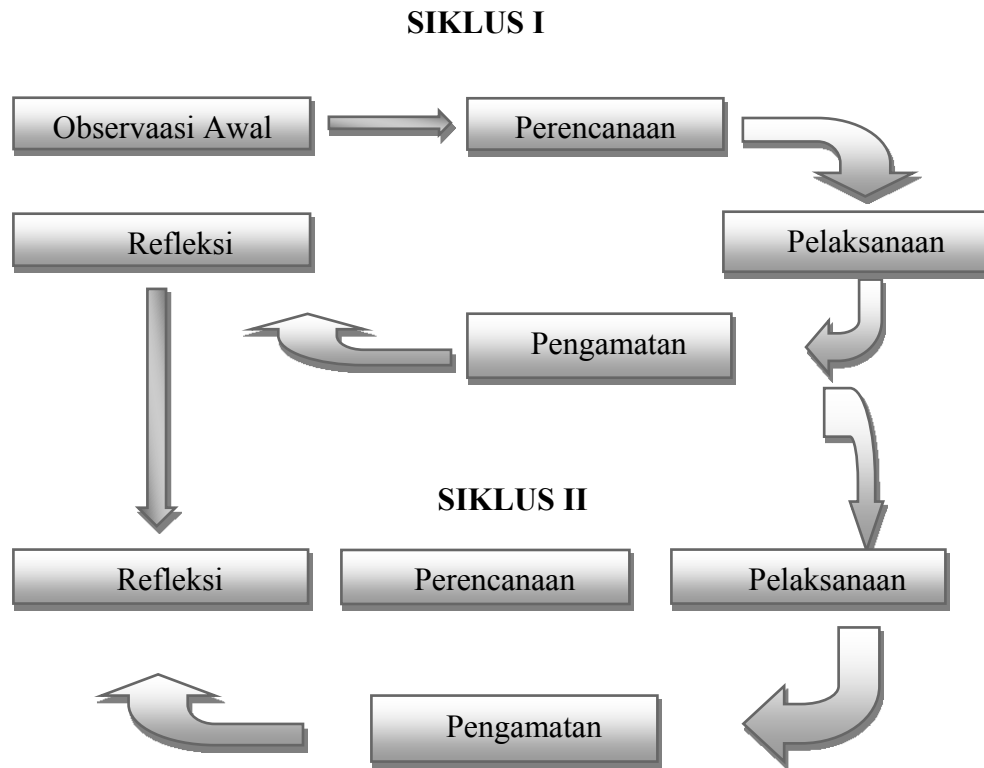 SIKLUS I
Observaasi Awal
Perencanaan
Refleksi
Pelaksanaan
Pengamatan
SIKLUS II
Refleksi
Perencanaan
Pelaksanaan
Pengamatan